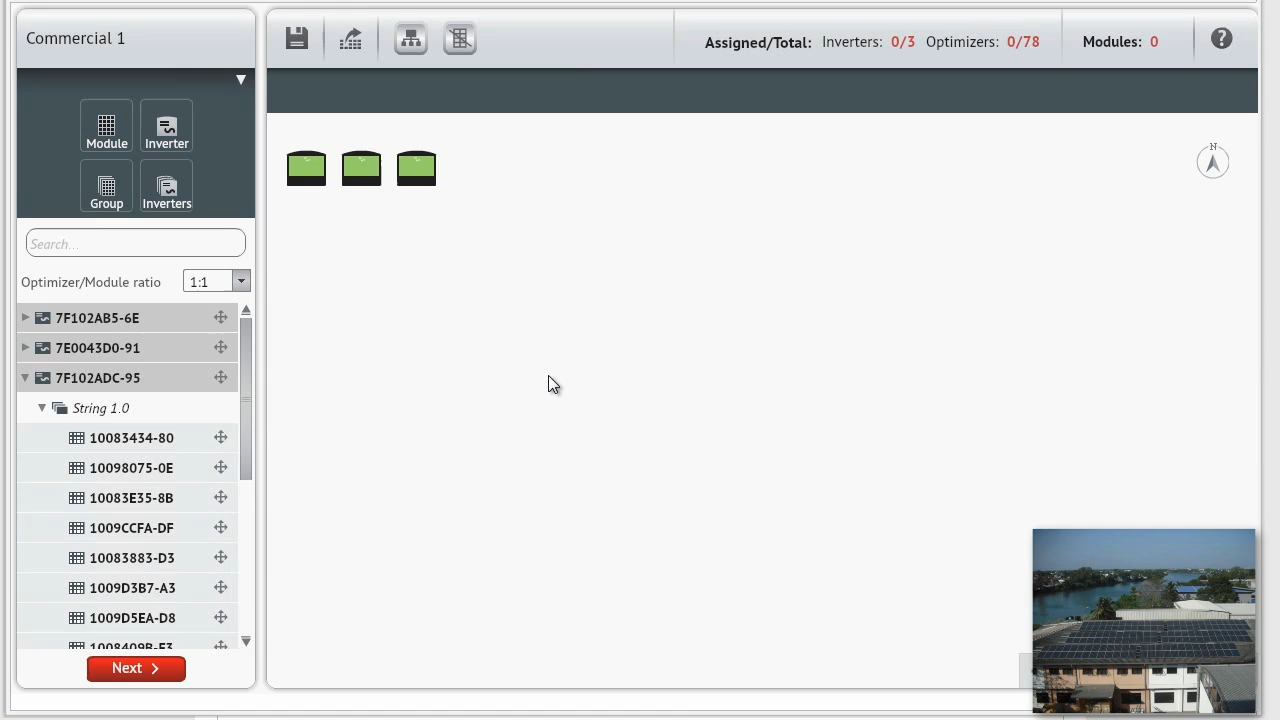 Commercial 1
Assigned/Total: Inverters: 0/3 Optimizers: 0/78
Modules: 0
Module
Inverter
Group
Inverters
N
Search...
Optimizer/Module ratio 1:1
7F102AB5-6E
7E0043D0-91
7F102ADC-95
String 1.0
10083434-80
10098075-0E
10083E35-8B
1009CCFA-DF
10083883-D3
1009D3B7-A3
1009D5EA-D8
1008409B-F3
Next